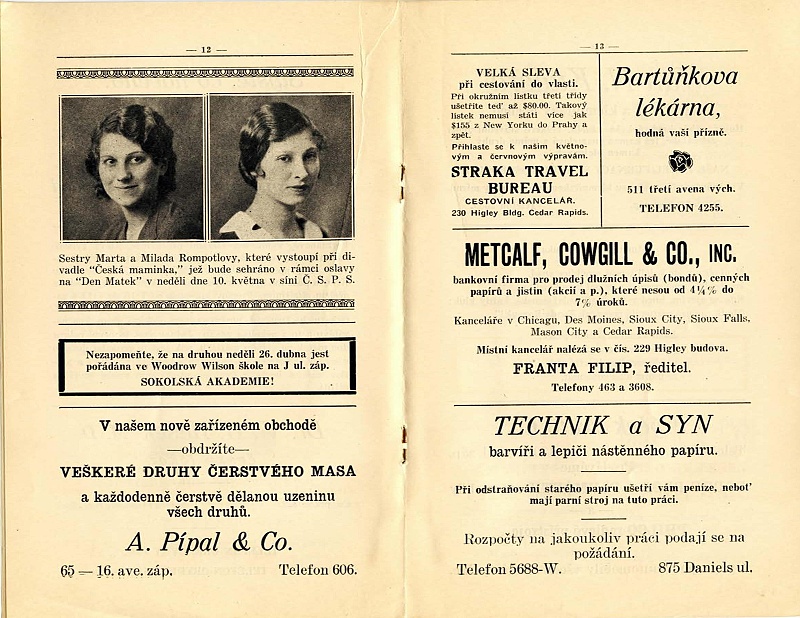 — 12 —
Sestry Marta a Milada Rompotlovy, které vystoupí při di-
vadle “Česká maminka,” jež bude sehráno v rámci oslavy
na “Den Matek” v neděli dne 10. května v síni Č. S. P. S.
Nezapomeňte, že na druhou neděli 26. dubna jest
pořádána ve Woodrow Wilson škole na J ul. záp.
SOKOLSKÁ AKADEMIE!
V našem nově zařízeném obchodě
—obdržíte—
VEŠKERÉ DRUHY ČERSTVÉHO MASA
a každodenně čerstvě dělanou uzeninu
všech druhů.
A. Pípal & Co.
65 — 16. ave. záp. Telefon 606.
— 13 —
VELKÁ SLEVA
při cestování do vlasti.
Při okružním lístku třetí třídy
ušetříte teď až $80.00. Takový
lístek nemusí státi více jak
$155 z New Yorku do Prahy a
zpět.
Přihlaste se k našim květno-
vým a červnovým výpravám.
STRAKA TRAVEL
BUREAU
CESTOVNÍ KANCELÁŘ.
230 Higley Bldg. Cedar Rapids.
Bartůňkova
lékárna,
hodná vaší přízně.
511 třetí avena vých.
TELEFON 4255.
METCALF, COWGILL & CO., INC.
bankovní firma pro prodej dlužních úpisů (bondů), cenných
papírů a jistin (akcií a p.), které nesou od 4¼% do
7% úroků.
Kanceláře v Chicagu, Des Moines, Sioux City, Sioux Falls,
Mason City a Cedar Rapids.
Místní kancelář nalézá se v čís. 229 Higley budova.
FRANTA FILIP, ředitel.
Telefony 463 a 3608.
TECHNIK a SYN
barvíři a lepiči nástěnného papíru.
Při odstraňování starého papíru ušetří vám peníze, neboť
mají parní stroj na tuto práci.
Rozpočty na jakoukoliv práci podají se na
požádání.
Telefon 5688-W. 875 Daniels ul.